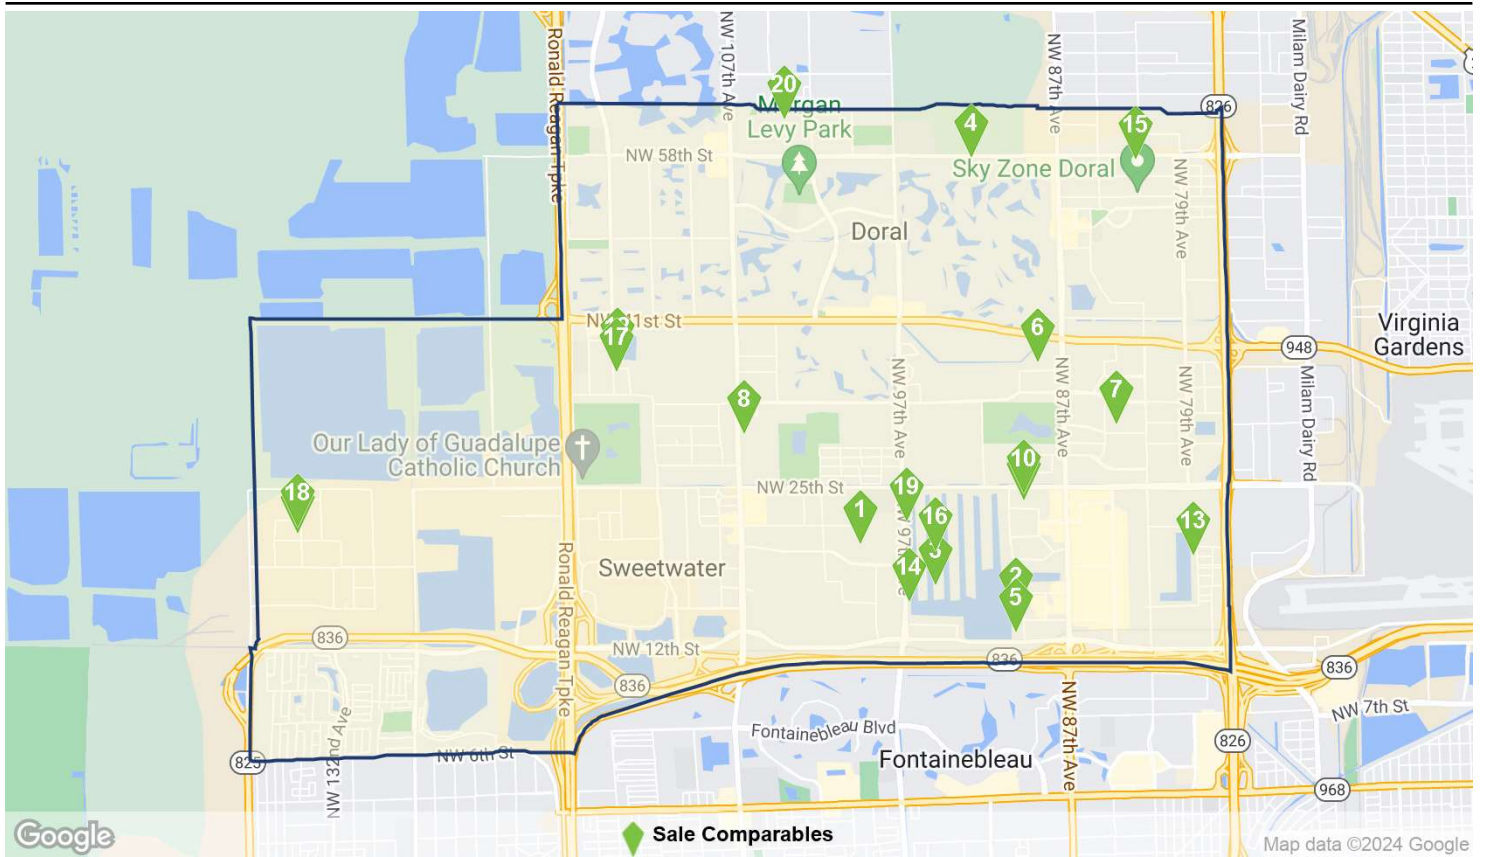 Ronald Reagan Tpke
NW 107th Ave
NW 87th Ave
Milam Dairy Rd
20
826
Morgan
Levy Park
4
15
NW 58th St
Sky Zone Doral
NW 79th Ave
Doral
NW 41st St
17
6
Virginia
Gardens
948
NW 97th Ave
NW 87th Ave
NW 79th Ave
Milam Dairy Rd
7
8
Our Lady of Guadalupe
Catholic Church
10
18
NW 25th St
19
1
16
13
NW 97th Ave
3
14
2
5
Sweetwater
Ronald Reagan Tpke
836
NW 12th St
836
836
836
NW 87th Ave
NW 7th St
NW 132nd Ave
Fontainebleau Blvd
826
825
NW 6th St
Fontainebleau
968
Google
Sale Comparables
Map data ©2024 Google